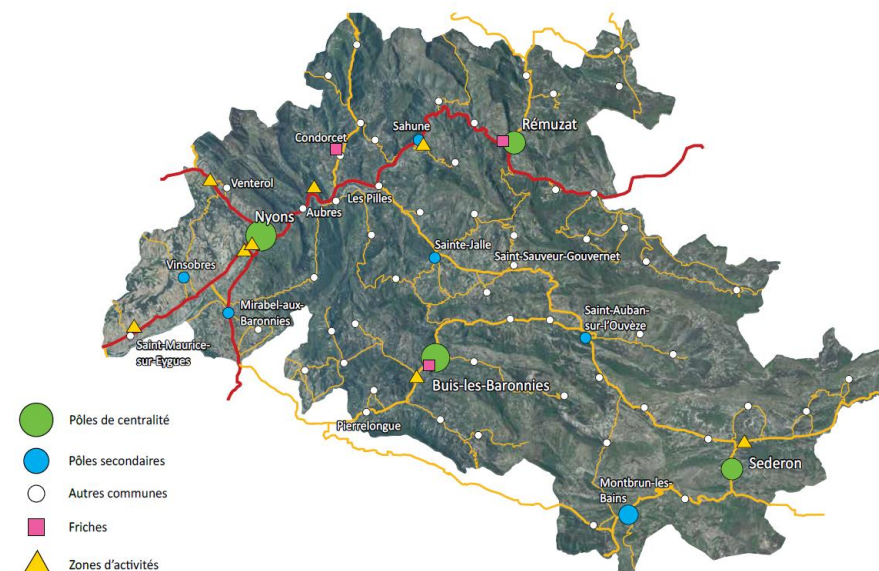 Rémuzat
Sahune
Condorcet
Venterol
Les Pilles
Aubres
Nyons
Sainte-Jalle
Saint-Sauveur-Gouvernet
Vinsobres
Mirabel-aux-
Baronnies
Saint-Auban-
sur-l'Ouvèze
Saint-Maurice-
sur-Eygues
Buis-les-Baronnies
Pierrelongue
Sederon
Montbrun-les-
Bains
Pôles de centralité
Pôles secondaires
Autres communes
Friches
Zones d'activités